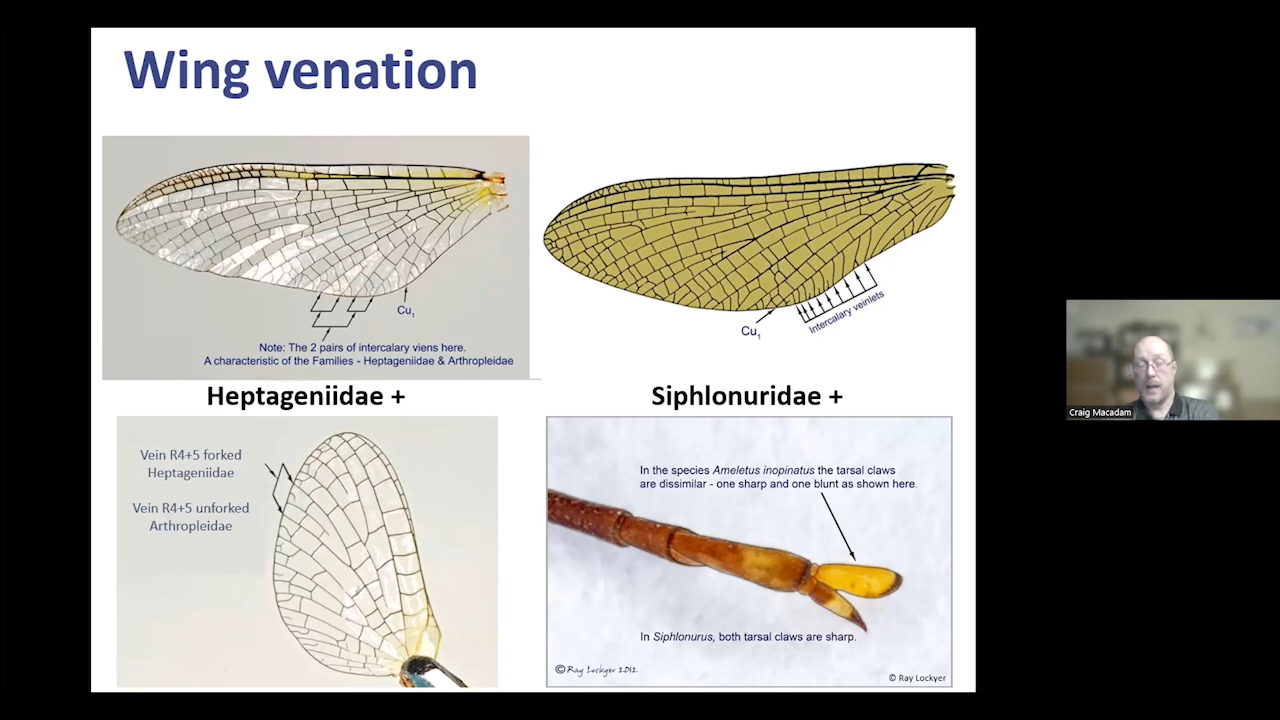 Wing venation
Cu1
Note: The 2 pairs of intercalary viens here.
A characteristic of the Families - Heptageniidae & Arthropleidae
Cu1
Intercalary veinlets
Heptageniidae +
Siphlonuridae +
Vein R4+5 forked
Heptageniidae
Vein R4+5 unforked
Arthropleidae
In the species Ameletus inopinatus the tarsal claws
are dissimilar - one sharp and one blunt as shown here.
In Siphlonurus, both tarsal claws are sharp.
© Ray Lockyer 2012
© Ray Lockyer
Craig Macadam